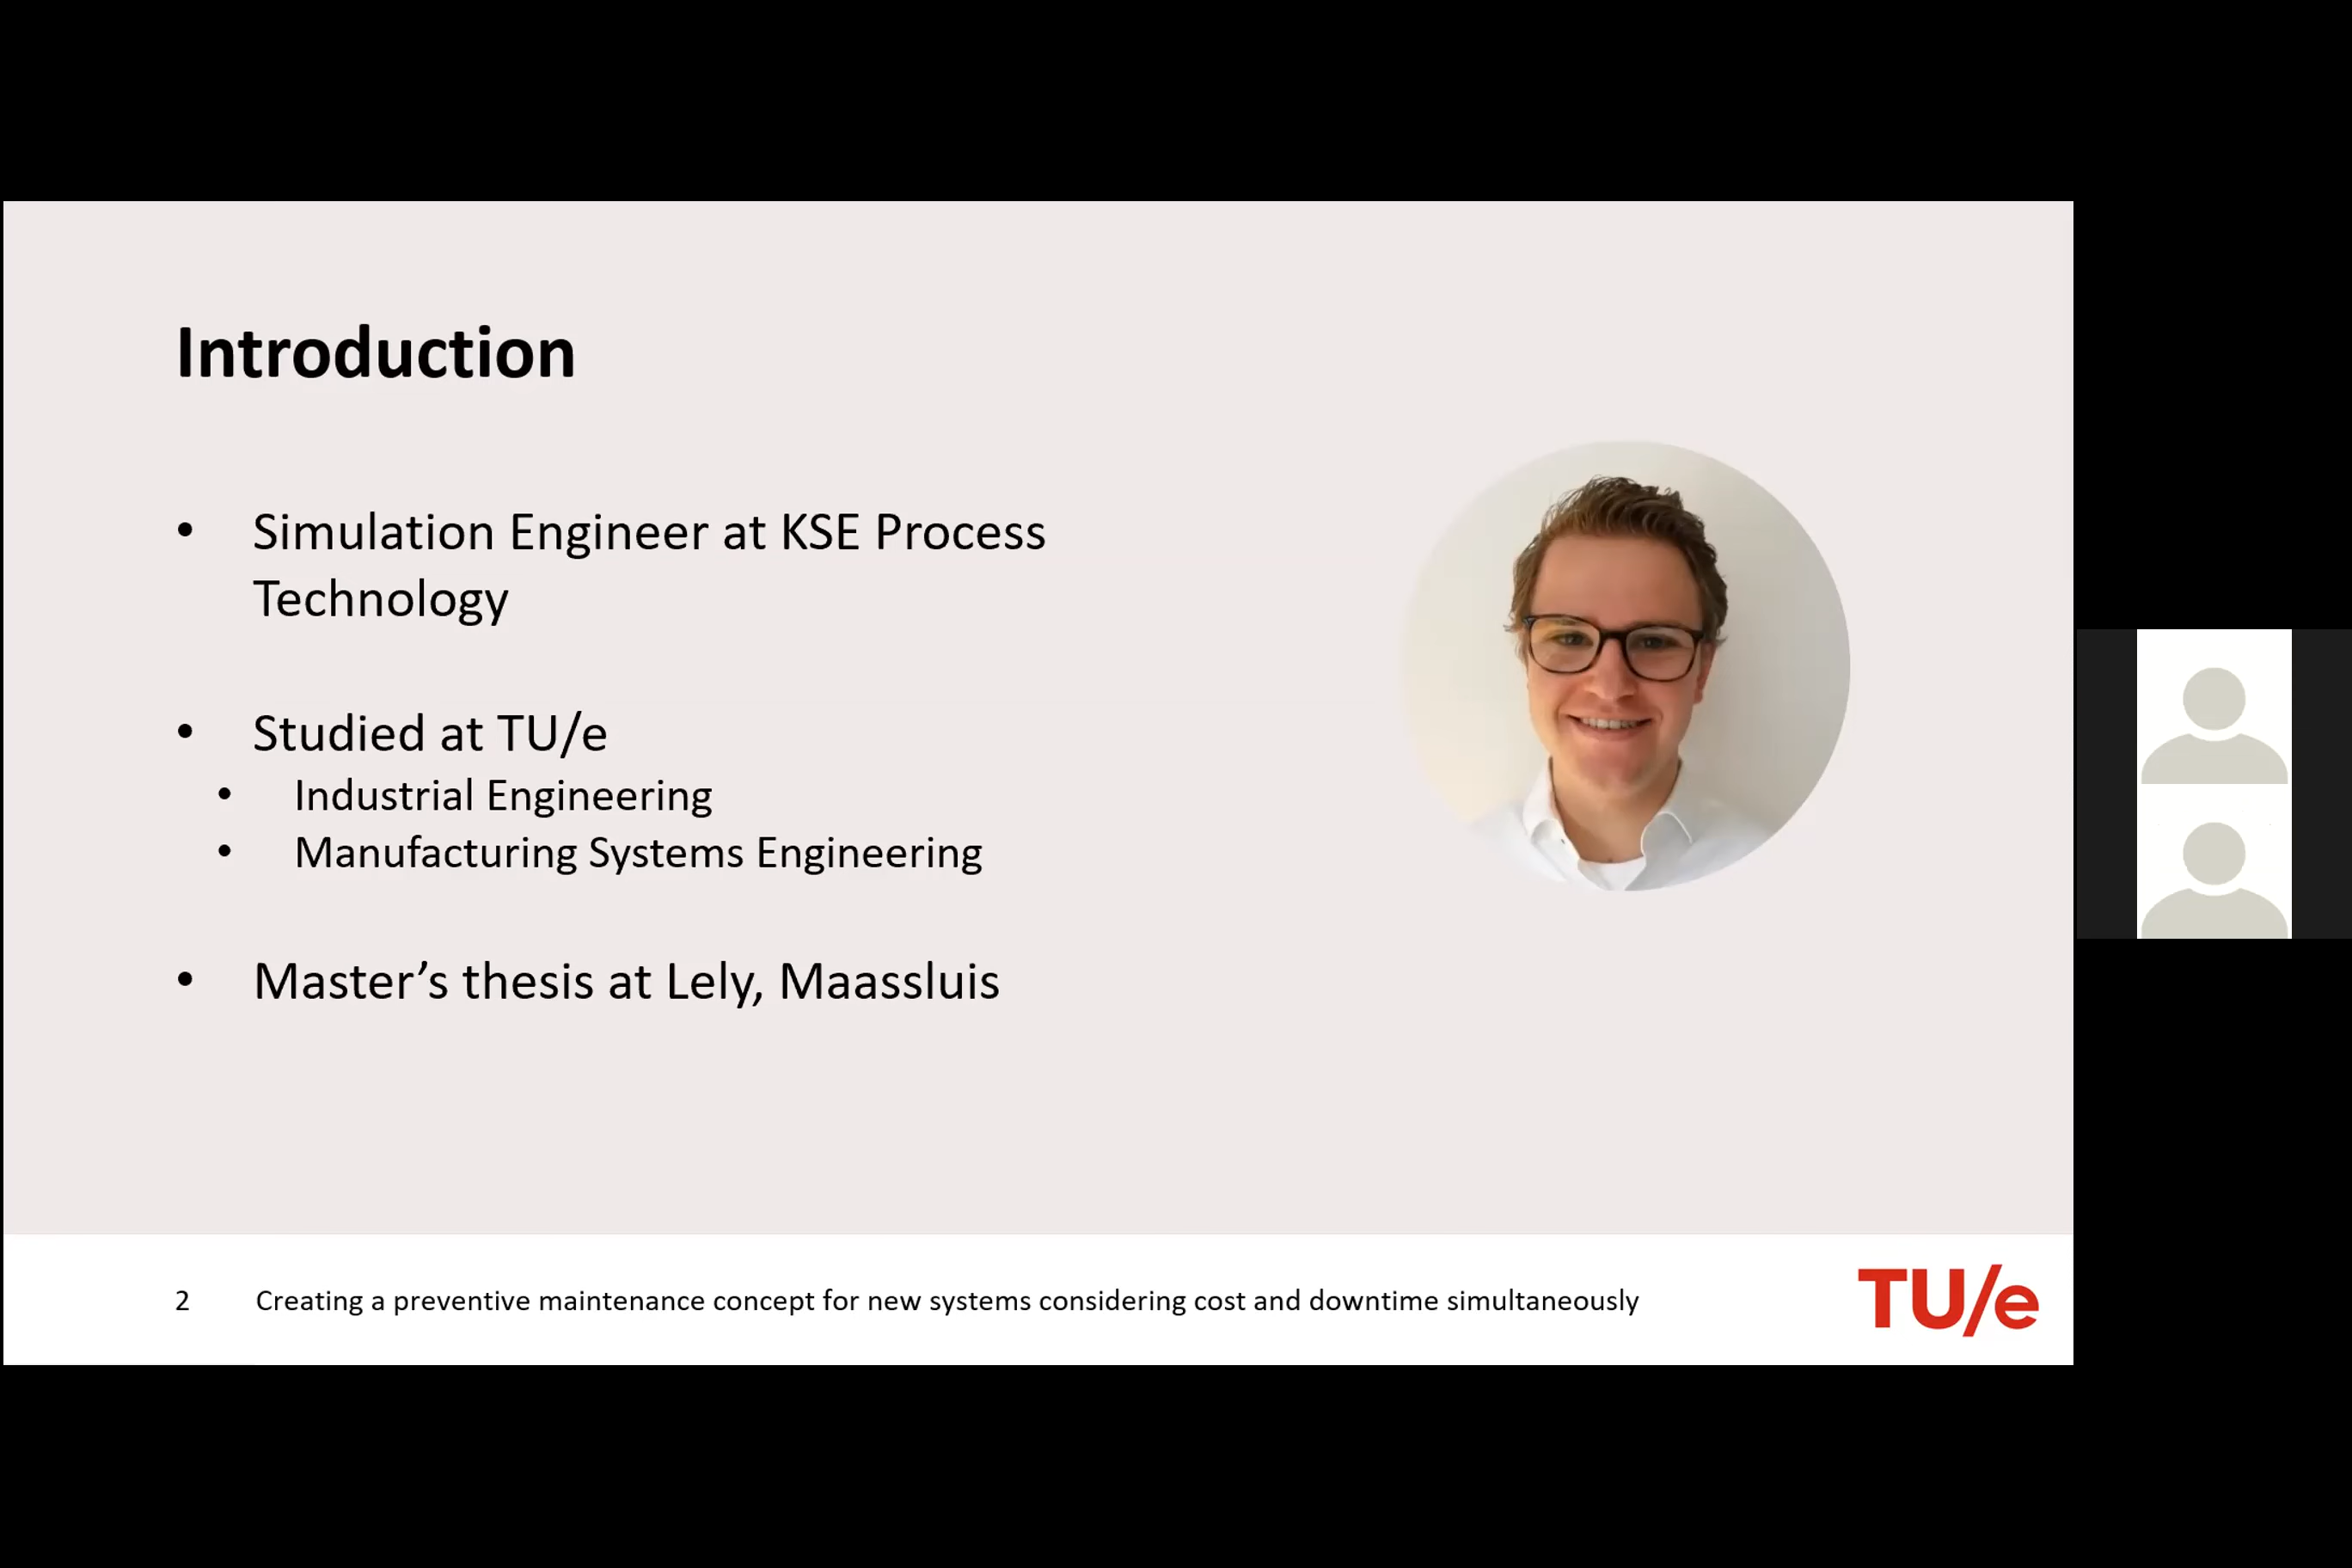 Introduction
• Simulation Engineer at KSE Process
Technology
• Studied at TU/e
• Industrial Engineering
• Manufacturing Systems Engineering
• Master’s thesis at Lely, Maassluis
2 Creating a preventive maintenance concept for new systems considering cost and downtime simultaneously
TU/e